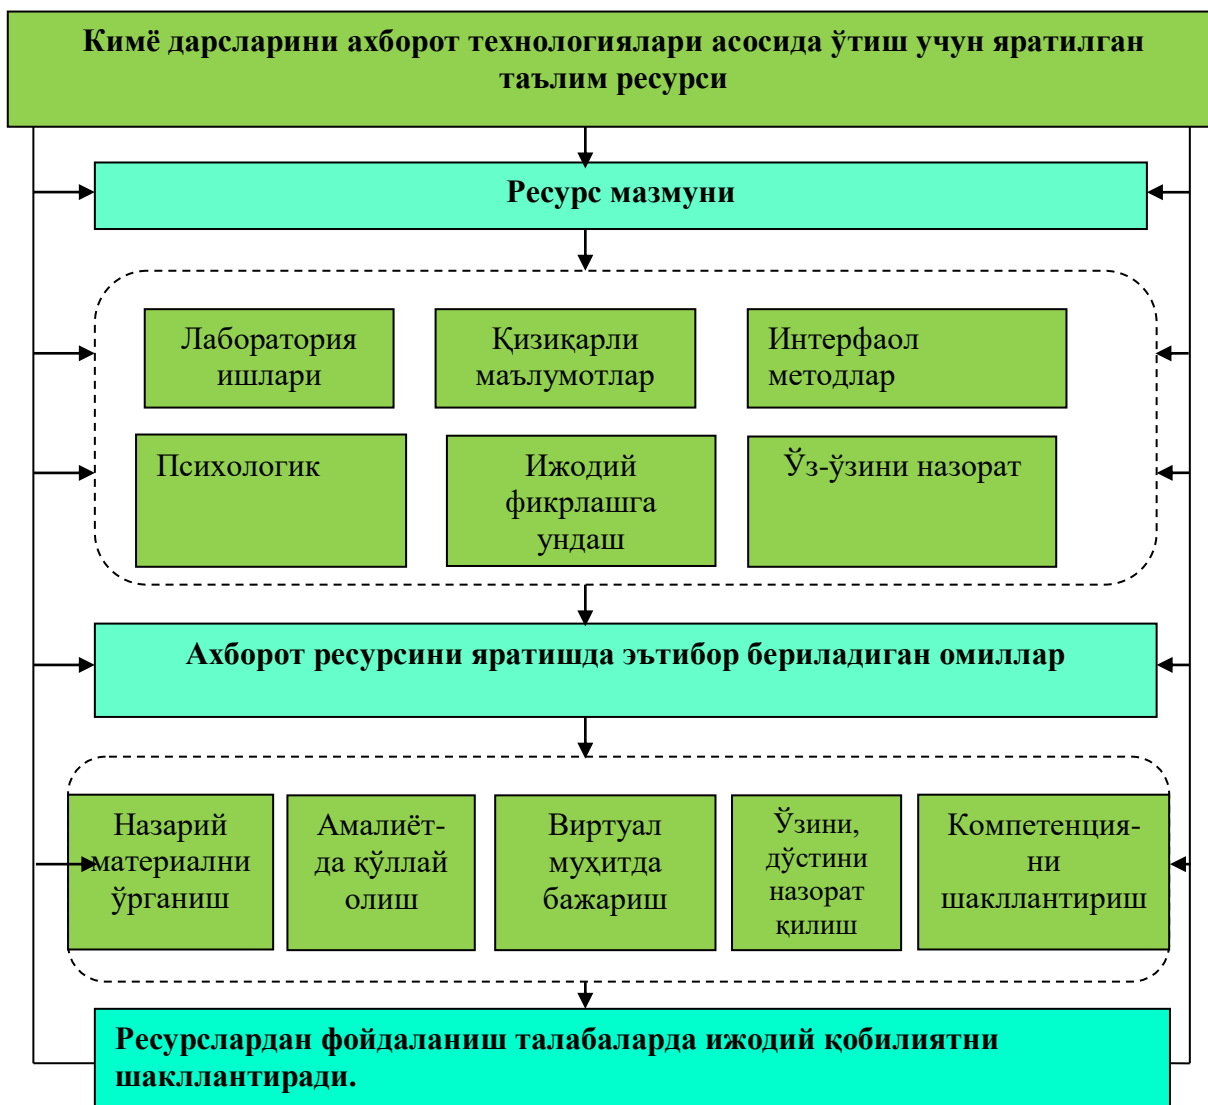 Кимё дарсларини ахборот технологиялари асосида ўтиш учун яратилган
таълим ресурси
Ресурс мазмуни
Лаборатория
ишлари
Қизиқарли
маълумотлар
Интерфаол
методлар
Психологик
Ижодий
фикрлашга
ундаш
Ўз-ўзини назорат
Ахборот ресурсини яратишда эътибор бериладиган омиллар
Назарий
материални
ўрганиш
Амалиёт-
да қўллай
олиш
Виртуал
муҳитда
бажариш
Ўзини,
дўстини
назорат
қилиш
Компетенция-
ни
шакллантириш
Ресурслардан фойдаланиш талабаларда ижодий қобилиятни
шакллантиради.